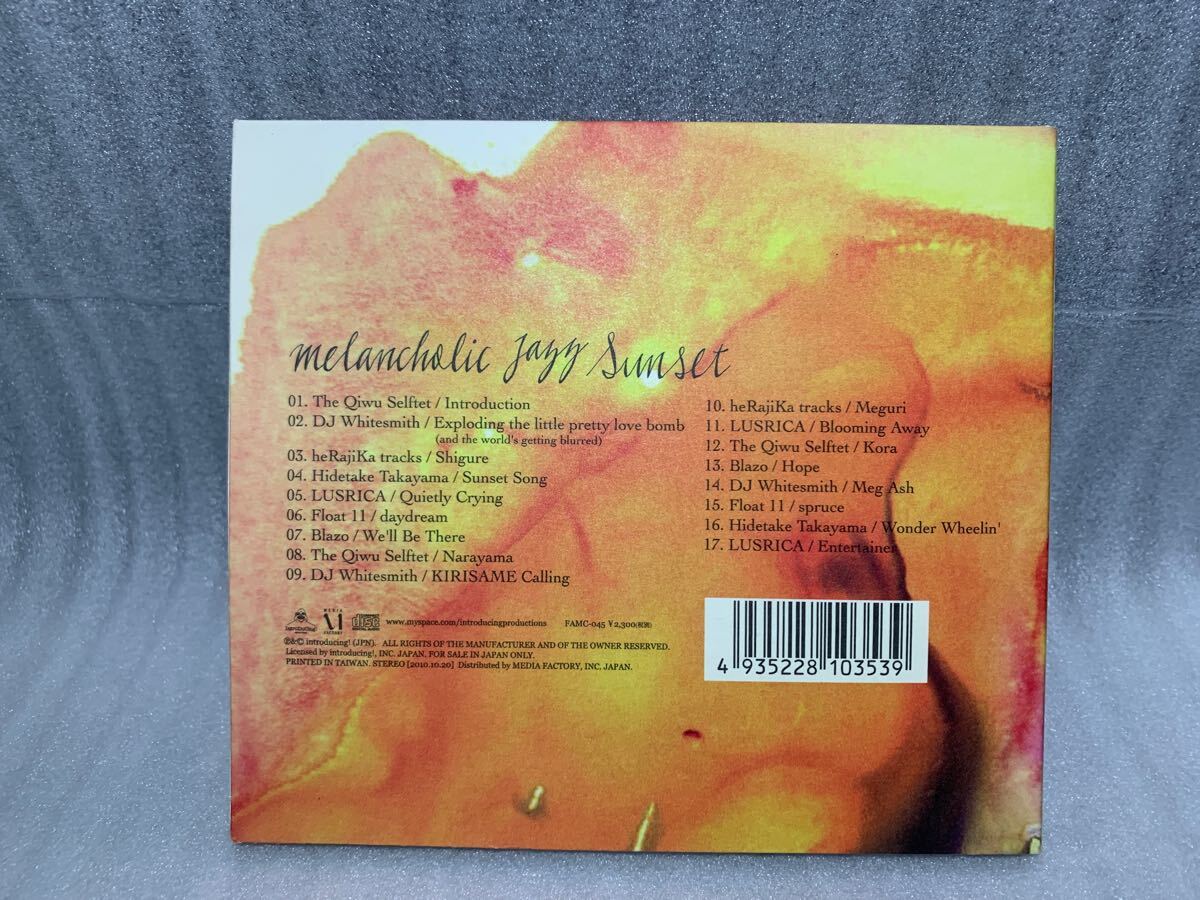 melancholic jazz sunset
01. The Qiwu Selftet / Introduction
02. DJ Whitesmith / Exploding the little pretty love bomb
(and the world's getting blurred)
03. heRajiKa tracks / Shigure
04. Hidetake Takayama / Sunset Song
05. LUSRICA / Quietly Crying
06. Float 11 / daydream
07. Blazo / We'll Be There
08. The Qiwu Selftet / Narayama
09. DJ Whitesmith / KIRISAME Calling
10. heRajiKa tracks / Meguri
11. LUSRICA / Blooming Away
12. The Qiwu Selftet / Kora
13. Blazo / Hope
14. DJ Whitesmith / Meg Ash
15. Float 11 / spruce
16. Hidetake Takayama / Wonder Wheelin'
17. LUSRICA / Entertainer
MEDIA FACTORY
disc
www.myspace.com/introducingproductions FAMC-045 ¥2,300(税込)
℗&© introducing! (JPN). ALL RIGHTS OF THE MANUFACTURER AND OF THE OWNER RESERVED.
Licensed by introducing!, INC. JAPAN. FOR SALE IN JAPAN ONLY.
PRINTED IN TAIWAN. STEREO [2010.10.20] Distributed by MEDIA FACTORY, INC. JAPAN.
4 935228 103539